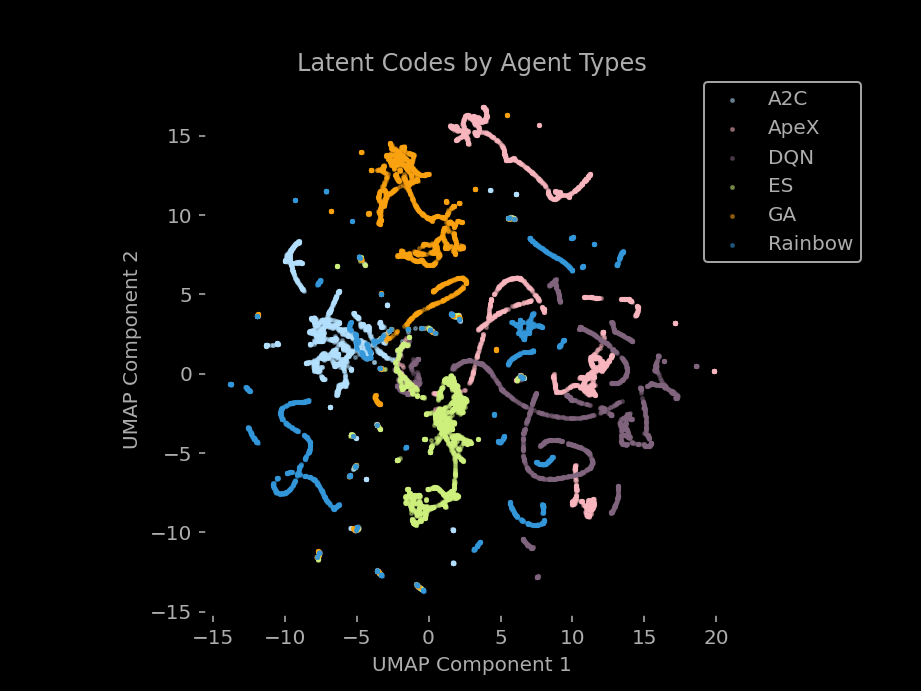 Latent Codes by Agent Types
A2C
ApeX
DQN
ES
GA
Rainbow
15
10
5
0
−5
−10
−15
UMAP Component 2
−15 −10 −5 0 5 10 15 20
UMAP Component 1